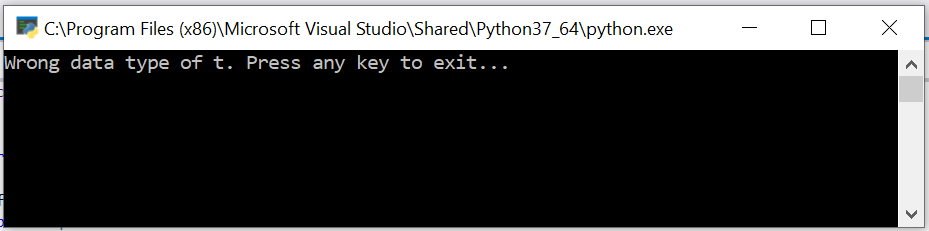 C:\Program Files (x86)\Microsoft Visual Studio\Shared\Python37_64\python.exe
Wrong data type of t. Press any key to exit...